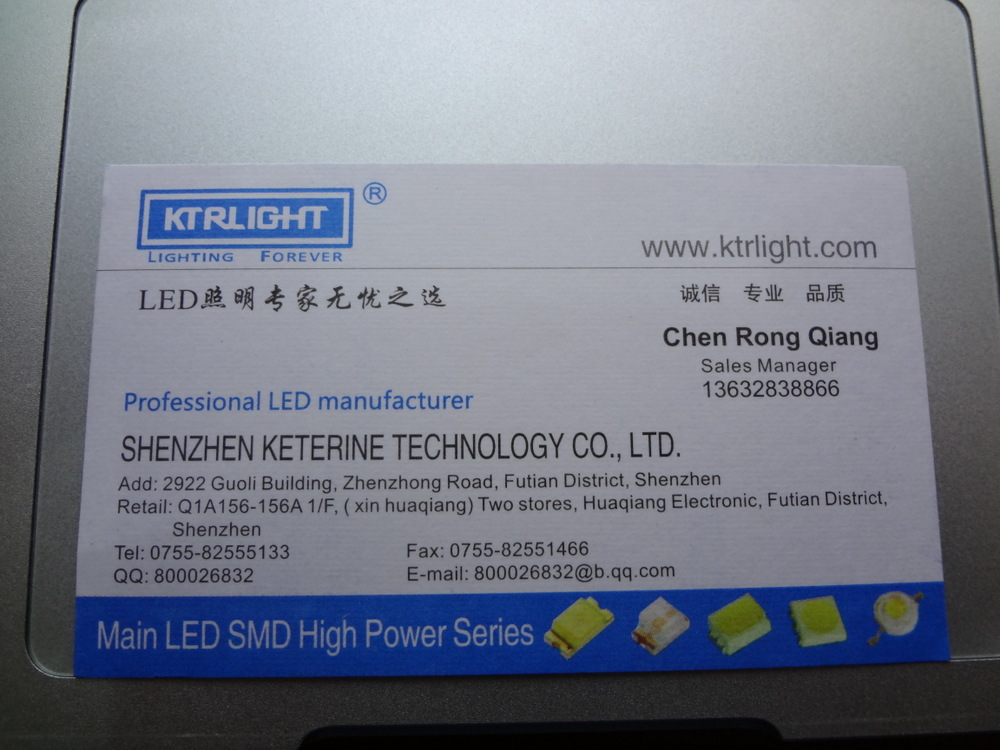 KTRLIGHT ®
LIGHTING FOREVER
www.ktrlight.com
LED照明专家无忧之选
诚信 专业 品质
Chen Rong Qiang
Sales Manager
13632838866
Professional LED manufacturer
SHENZHEN KETERINE TECHNOLOGY CO., LTD.
Add: 2922 Guoli Building, Zhenzhong Road, Futian District, Shenzhen
Retail: Q1A156-156A 1/F, ( xin huaqiang) Two stores, Huaqiang Electronic, Futian District,
Shenzhen
Tel: 0755-82555133 Fax: 0755-82551466
QQ: 800026832 E-mail: 800026832@b.qq.com
Main LED SMD High Power Series